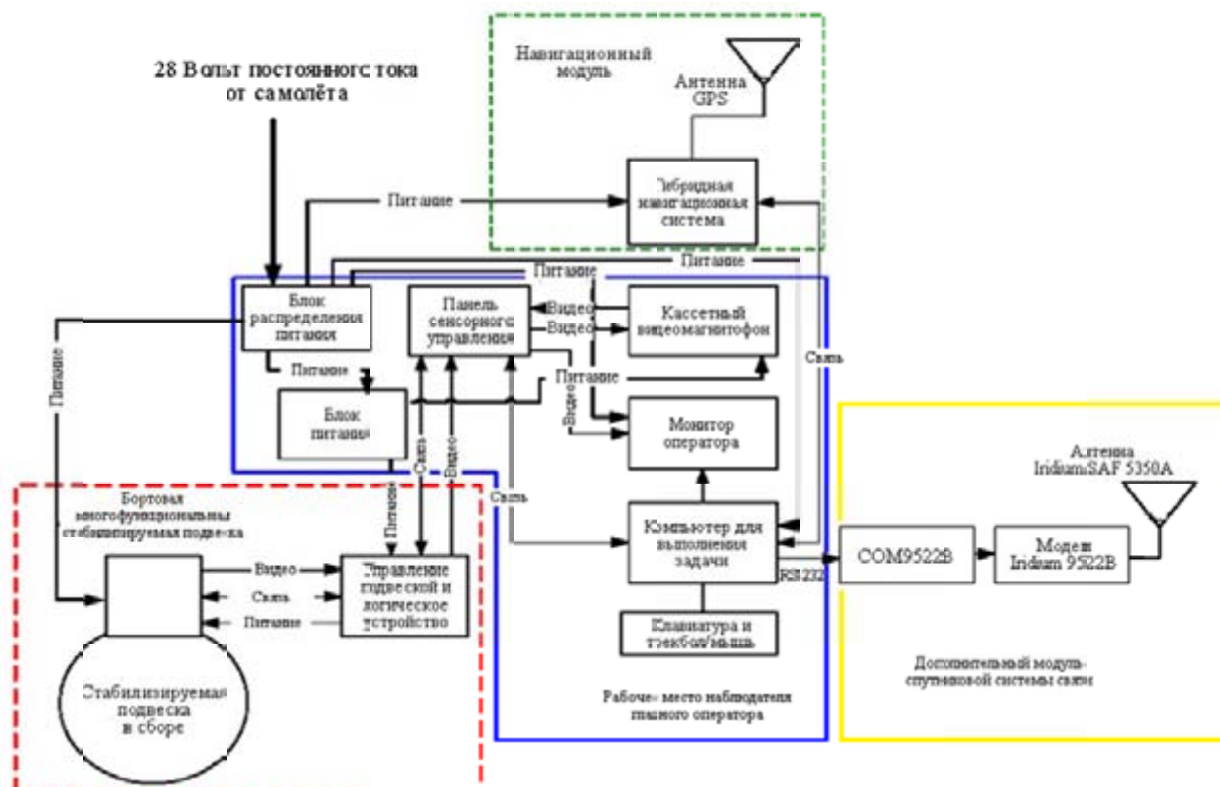 28 Вольт постоянного тока
от самолёта
Навигационный
модуль
Антенна
GPS
Гибридная
навигационная
система
Питание
Питание
Питание
Блок
распределения
питания
Панель
сенсорного
управления
Видео
Видео
Кассетный
видеомагнитофон
Связь
Питание
Питание
Питание
Блок
питания
Видео
Монитор
оператора
Связь
Видео
Связь
Питание
Антенна
Iridium SAF 5350A
Бортовая
многофункциональны
стабилизируемая подвеска
Компьютер для
выполнения
задачи
RS232
COM9522B
Модем
Iridium 9522B
Видео
Связь
Питание
Управление
подвеской и
логическое
устройство
Клавиатура и
трекбол/мышь
Стабилизируемая
подвеска
в сборе
Рабоче- место наблюдателя
главного оператора
Дополнительный модуль-
спутниковой системы связи